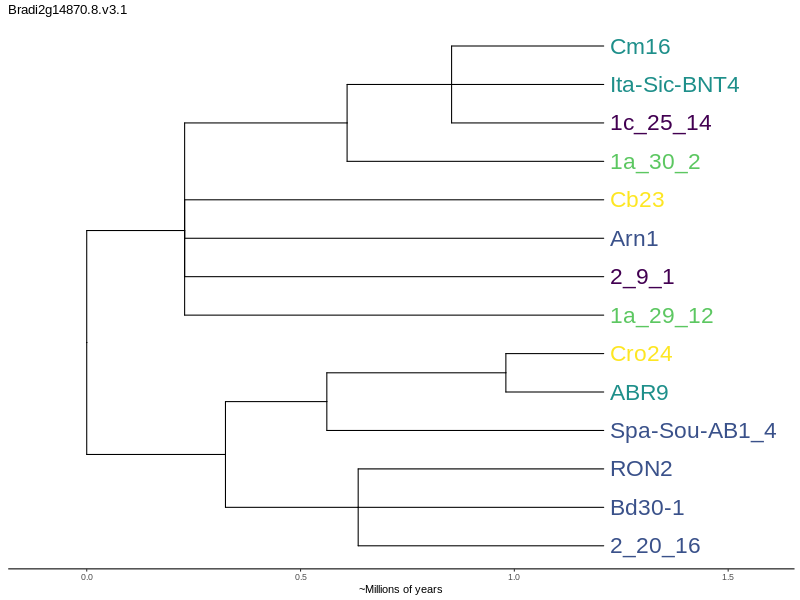 Bradi2g14870.8.v3.1
Cm16
Ita-Sic-BNT4
1c_25_14
1a_30_2
Cb23
Arn1
2_9_1
1a_29_12
Cro24
ABR9
Spa-Sou-AB1_4
RON2
Bd30-1
2_20_16
0.0 0.5 1.0 1.5
~Millions of years